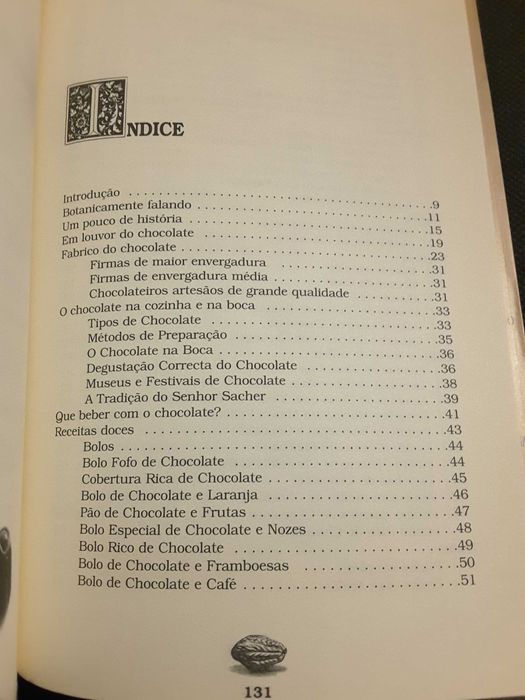 INDICE
Introdução . . . . . . . . . . . . . . . . . . . . . . . . . . . . . . . .9
Botanicamente falando . . . . . . . . . . . . . . . . . . . . . . . .11
Um pouco de história . . . . . . . . . . . . . . . . . . . . . . . . .15
Em louvor do chocolate . . . . . . . . . . . . . . . . . . . . . . .19
Fabrico do chocolate . . . . . . . . . . . . . . . . . . . . . . . . .23
Firmas de maior envergadura . . . . . . . . . . . . . . . . .31
Firmas de envergadura média . . . . . . . . . . . . . . . . .31
Chocolateiros artesãos de grande qualidade . . . . . . . .31
O chocolate na cozinha e na boca . . . . . . . . . . . . . . . . .33
Tipos de Chocolate . . . . . . . . . . . . . . . . . . . . . . . .33
Métodos de Preparação . . . . . . . . . . . . . . . . . . . . .35
O Chocolate na Boca . . . . . . . . . . . . . . . . . . . . . . .36
Degustação Correcta do Chocolate . . . . . . . . . . . . . .36
Museus e Festivais de Chocolate . . . . . . . . . . . . . . .38
A Tradição do Senhor Sacher . . . . . . . . . . . . . . . . .39
Que beber com o chocolate? . . . . . . . . . . . . . . . . . . . .41
Receitas doces . . . . . . . . . . . . . . . . . . . . . . . . . . . .43
Bolos . . . . . . . . . . . . . . . . . . . . . . . . . . . . . . . .44
Bolo Fofo de Chocolate . . . . . . . . . . . . . . . . . . . . .44
Cobertura Rica de Chocolate . . . . . . . . . . . . . . . . . .45
Bolo de Chocolate e Laranja . . . . . . . . . . . . . . . . . .46
Pão de Chocolate e Frutas . . . . . . . . . . . . . . . . . . .47
Bolo Especial de Chocolate e Nozes . . . . . . . . . . . . .48
Bolo Rico de Chocolate . . . . . . . . . . . . . . . . . . . . .49
Bolo de Chocolate e Framboesas . . . . . . . . . . . . . . .50
Bolo de Chocolate e Café . . . . . . . . . . . . . . . . . . . .51
131